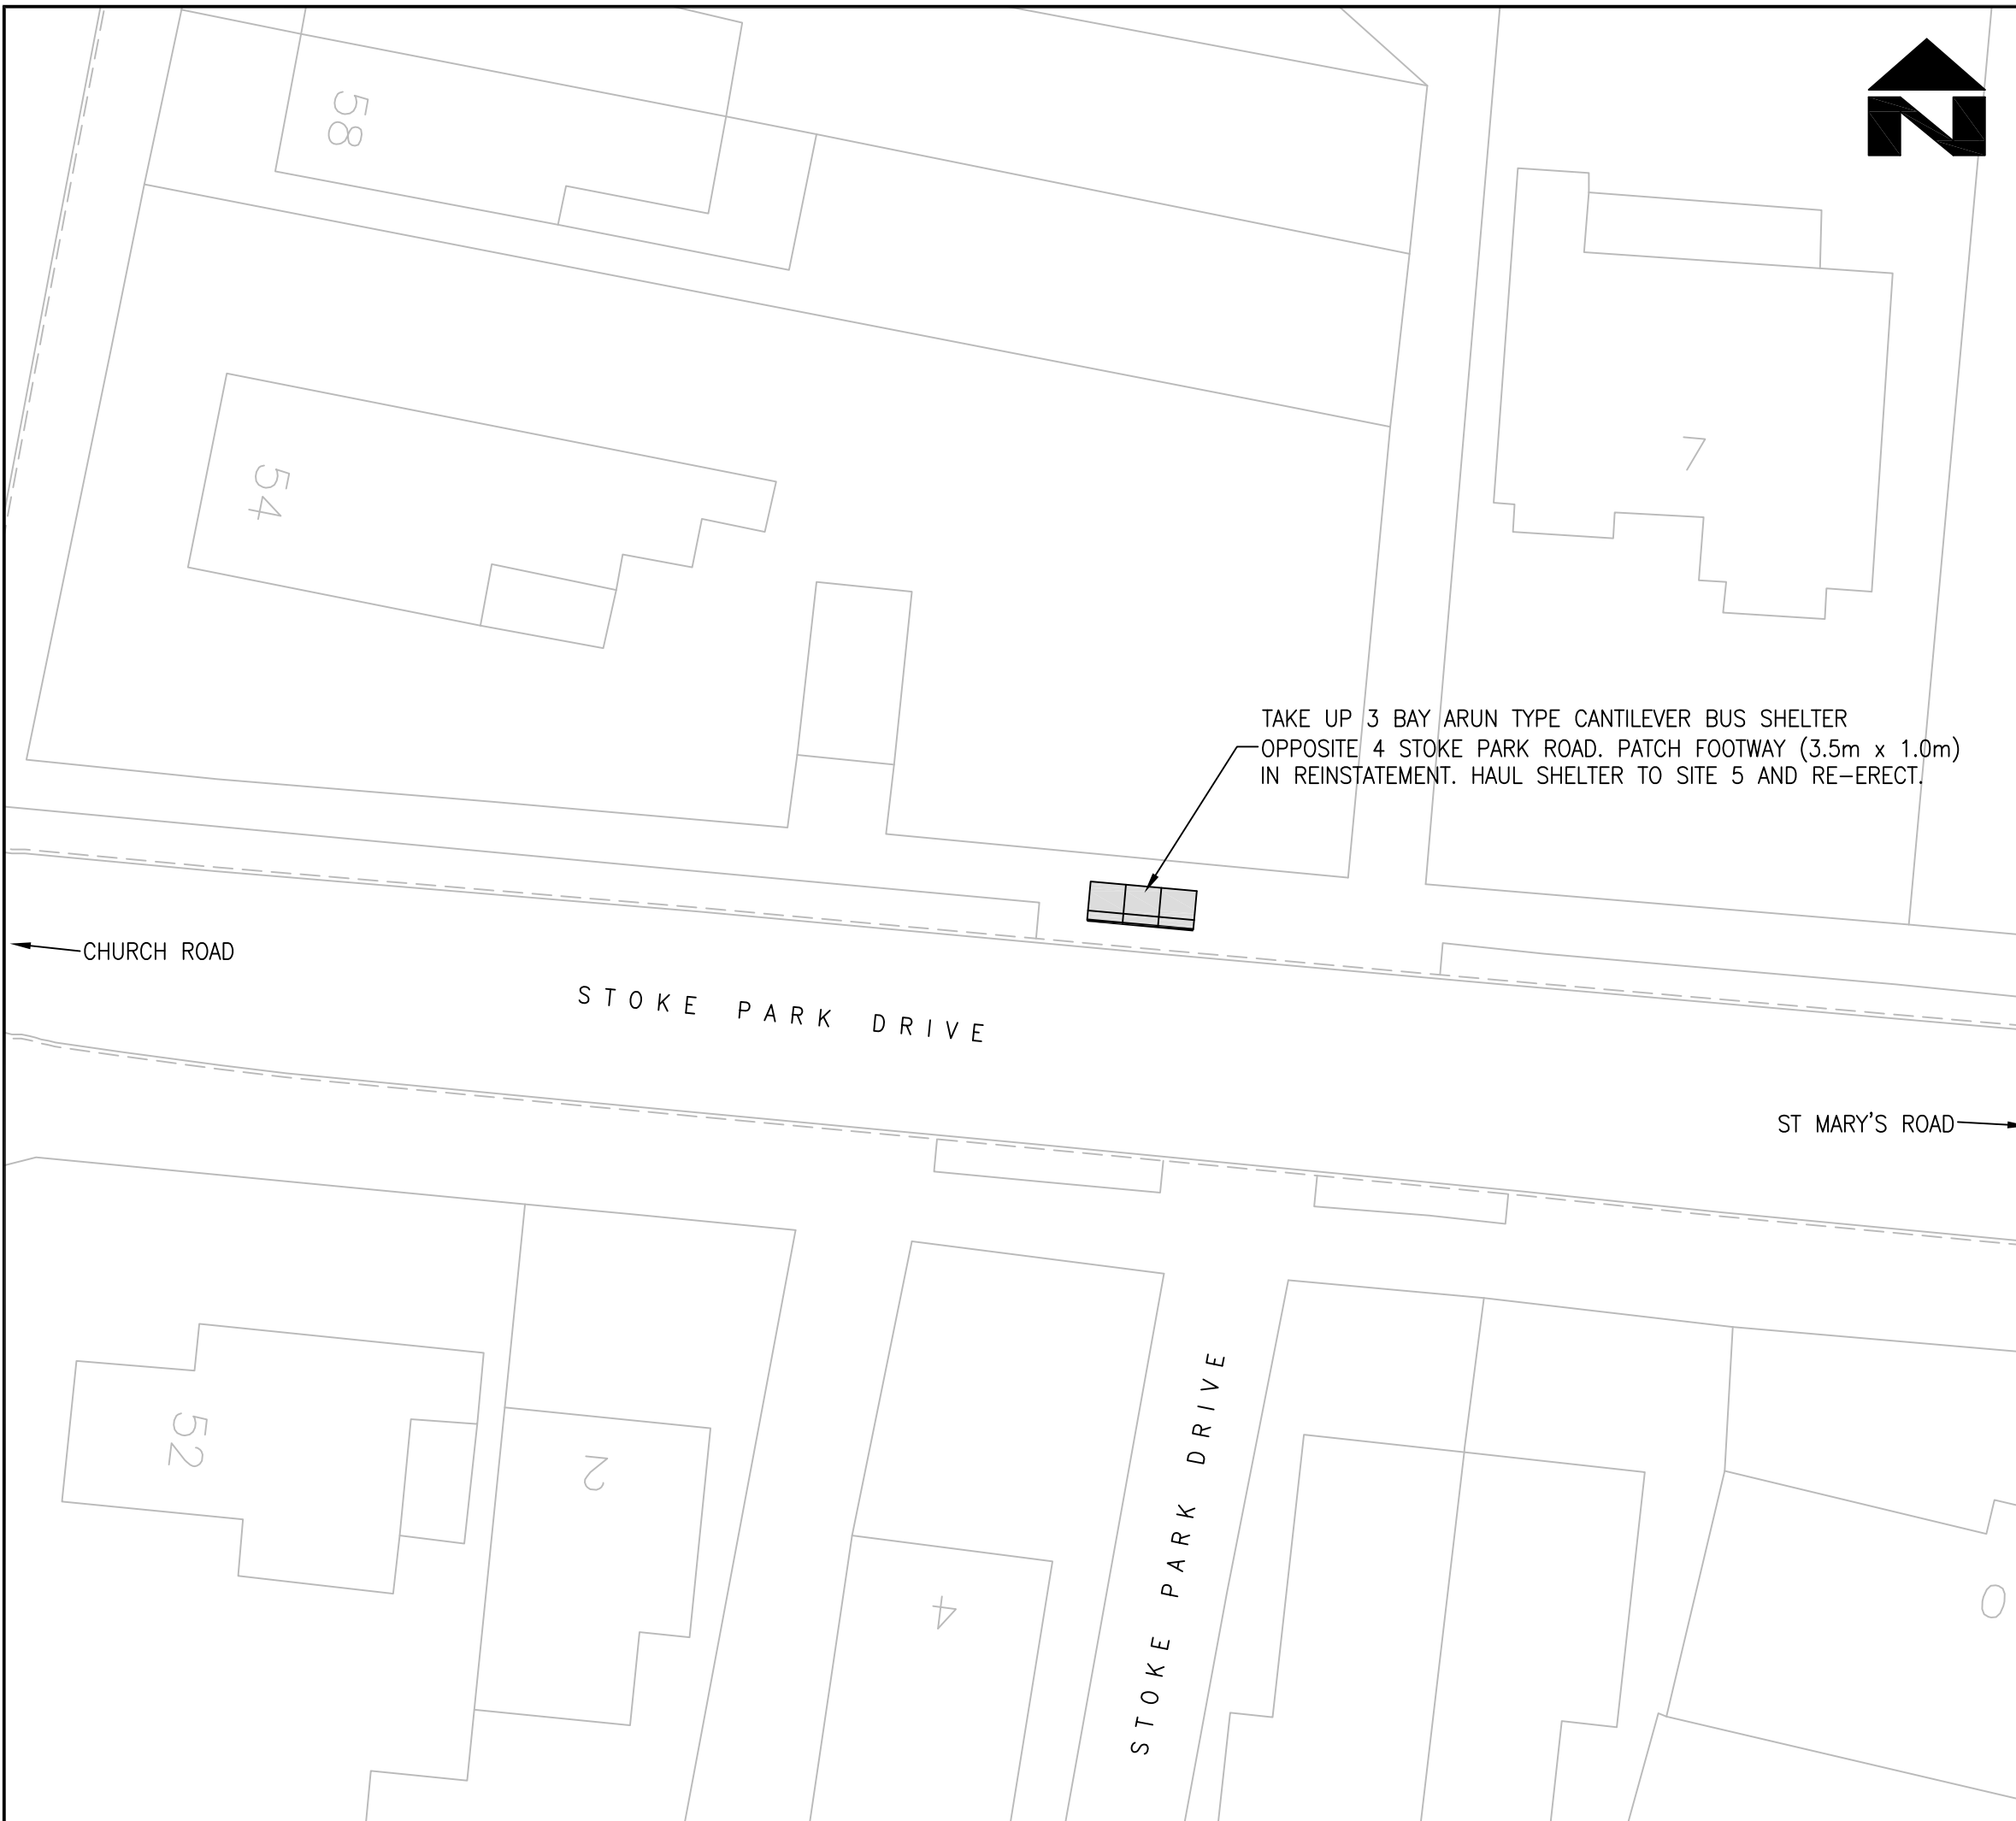 N
58
54
7
TAKE UP 3 BAY ARUN TYPE CANTILEVER BUS SHELTER
OPPOSITE 4 STOKE PARK ROAD. PATCH FOOTWAY (3.5m x 1.0m)
IN REINSTATEMENT. HAUL SHELTER TO SITE 5 AND RE-ERECT.
CHURCH ROAD
STOKE PARK DRIVE
ST MARY'S ROAD
STOKE PARK DRIVE
52
2
4
0